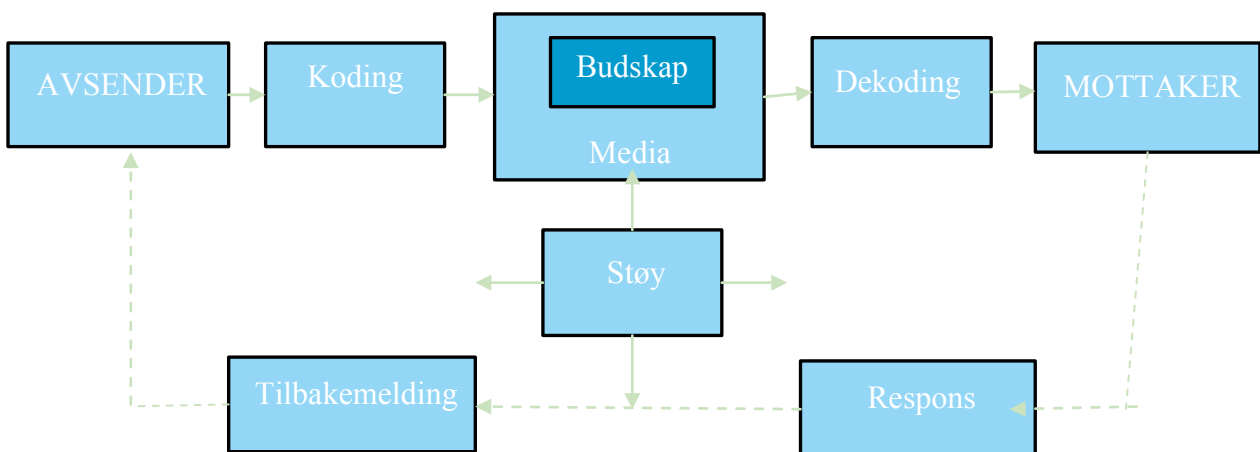 AVSENDER
Koding
Budskap
Media
Dekoding
MOTTAKER
Støy
Tilbakemelding
Respons